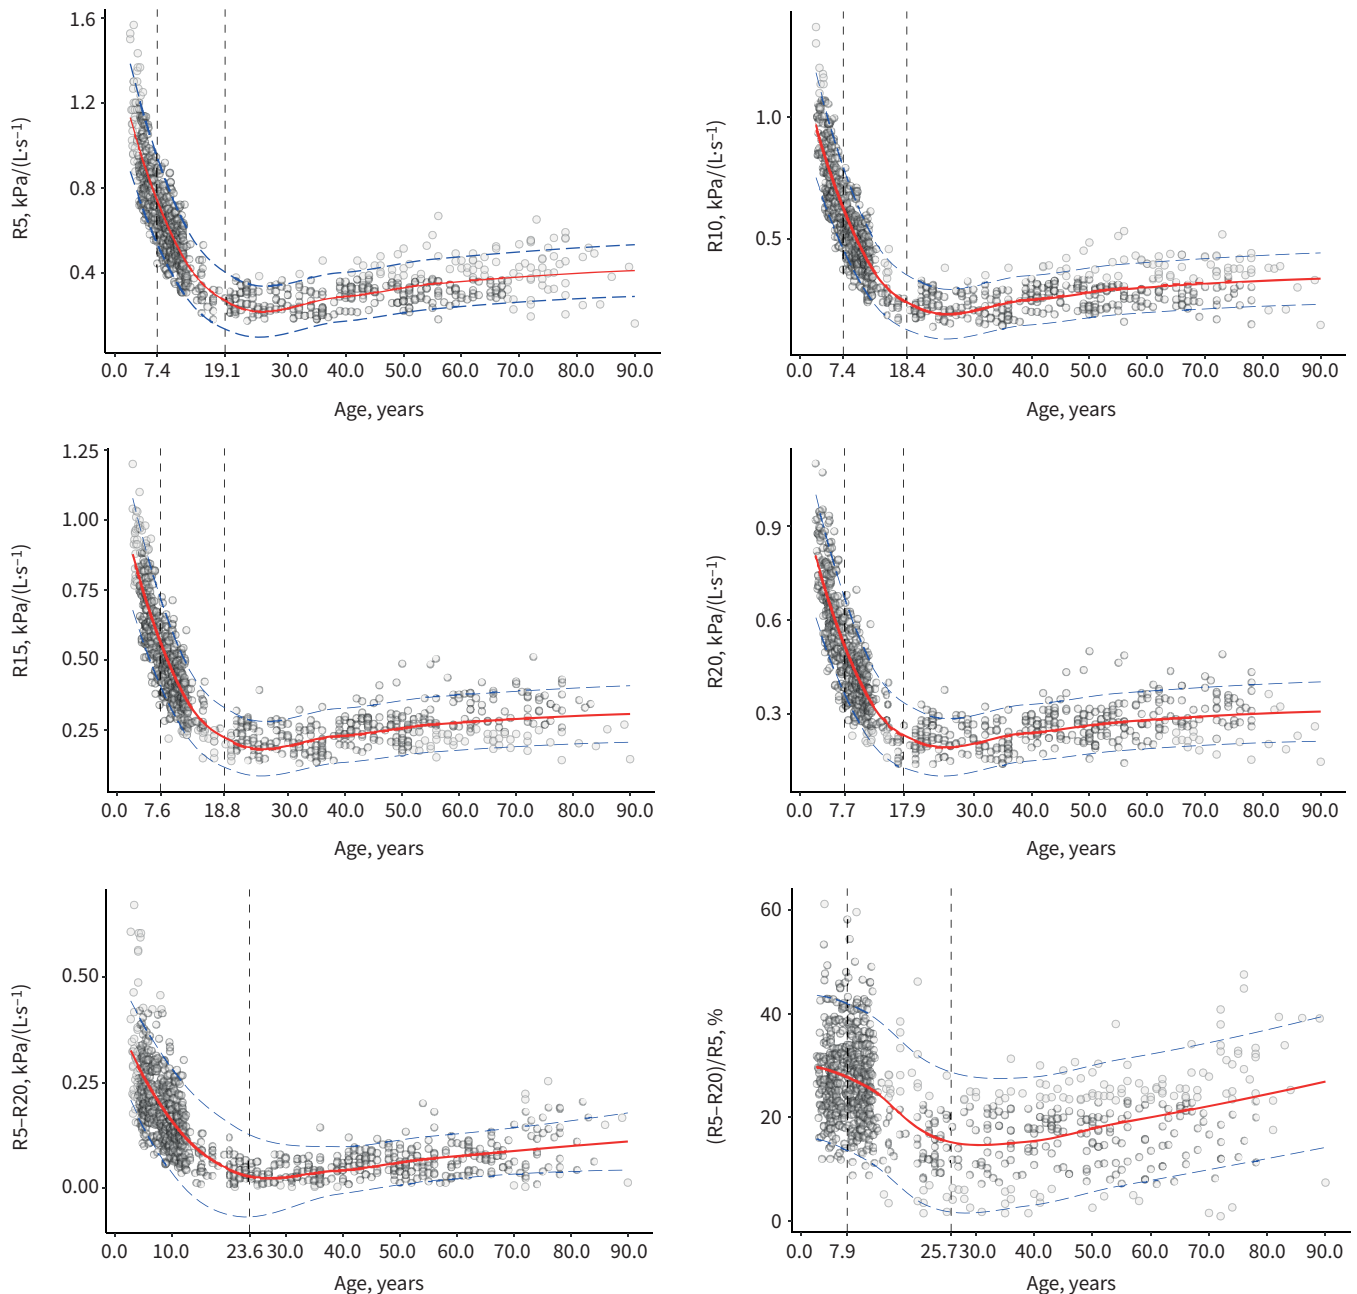 1.6
1.2
0.8
0.4
R5, kPa/(L·s⁻¹)
0.0 7.4 19.1 30.0 40.0 50.0 60.0 70.0 80.0 90.0
Age, years
1.0
0.5
R10, kPa/(L·s⁻¹)
0.0 7.4 18.4 30.0 40.0 50.0 60.0 70.0 80.0 90.0
Age, years
1.25
1.00
0.75
0.50
0.25
R15, kPa/(L·s⁻¹)
0.0 7.6 18.8 30.0 40.0 50.0 60.0 70.0 80.0 90.0
Age, years
0.9
0.6
0.3
R20, kPa/(L·s⁻¹)
0.0 7.7 17.9 30.0 40.0 50.0 60.0 70.0 80.0 90.0
Age, years
0.50
0.25
0.00
R5–R20, kPa/(L·s⁻¹)
0.0 10.0 23.6 30.0 40.0 50.0 60.0 70.0 80.0 90.0
Age, years
60
40
20
0
(R5–R20)/R5, %
0.0 7.9 25.7 30.0 40.0 50.0 60.0 70.0 80.0 90.0
Age, years